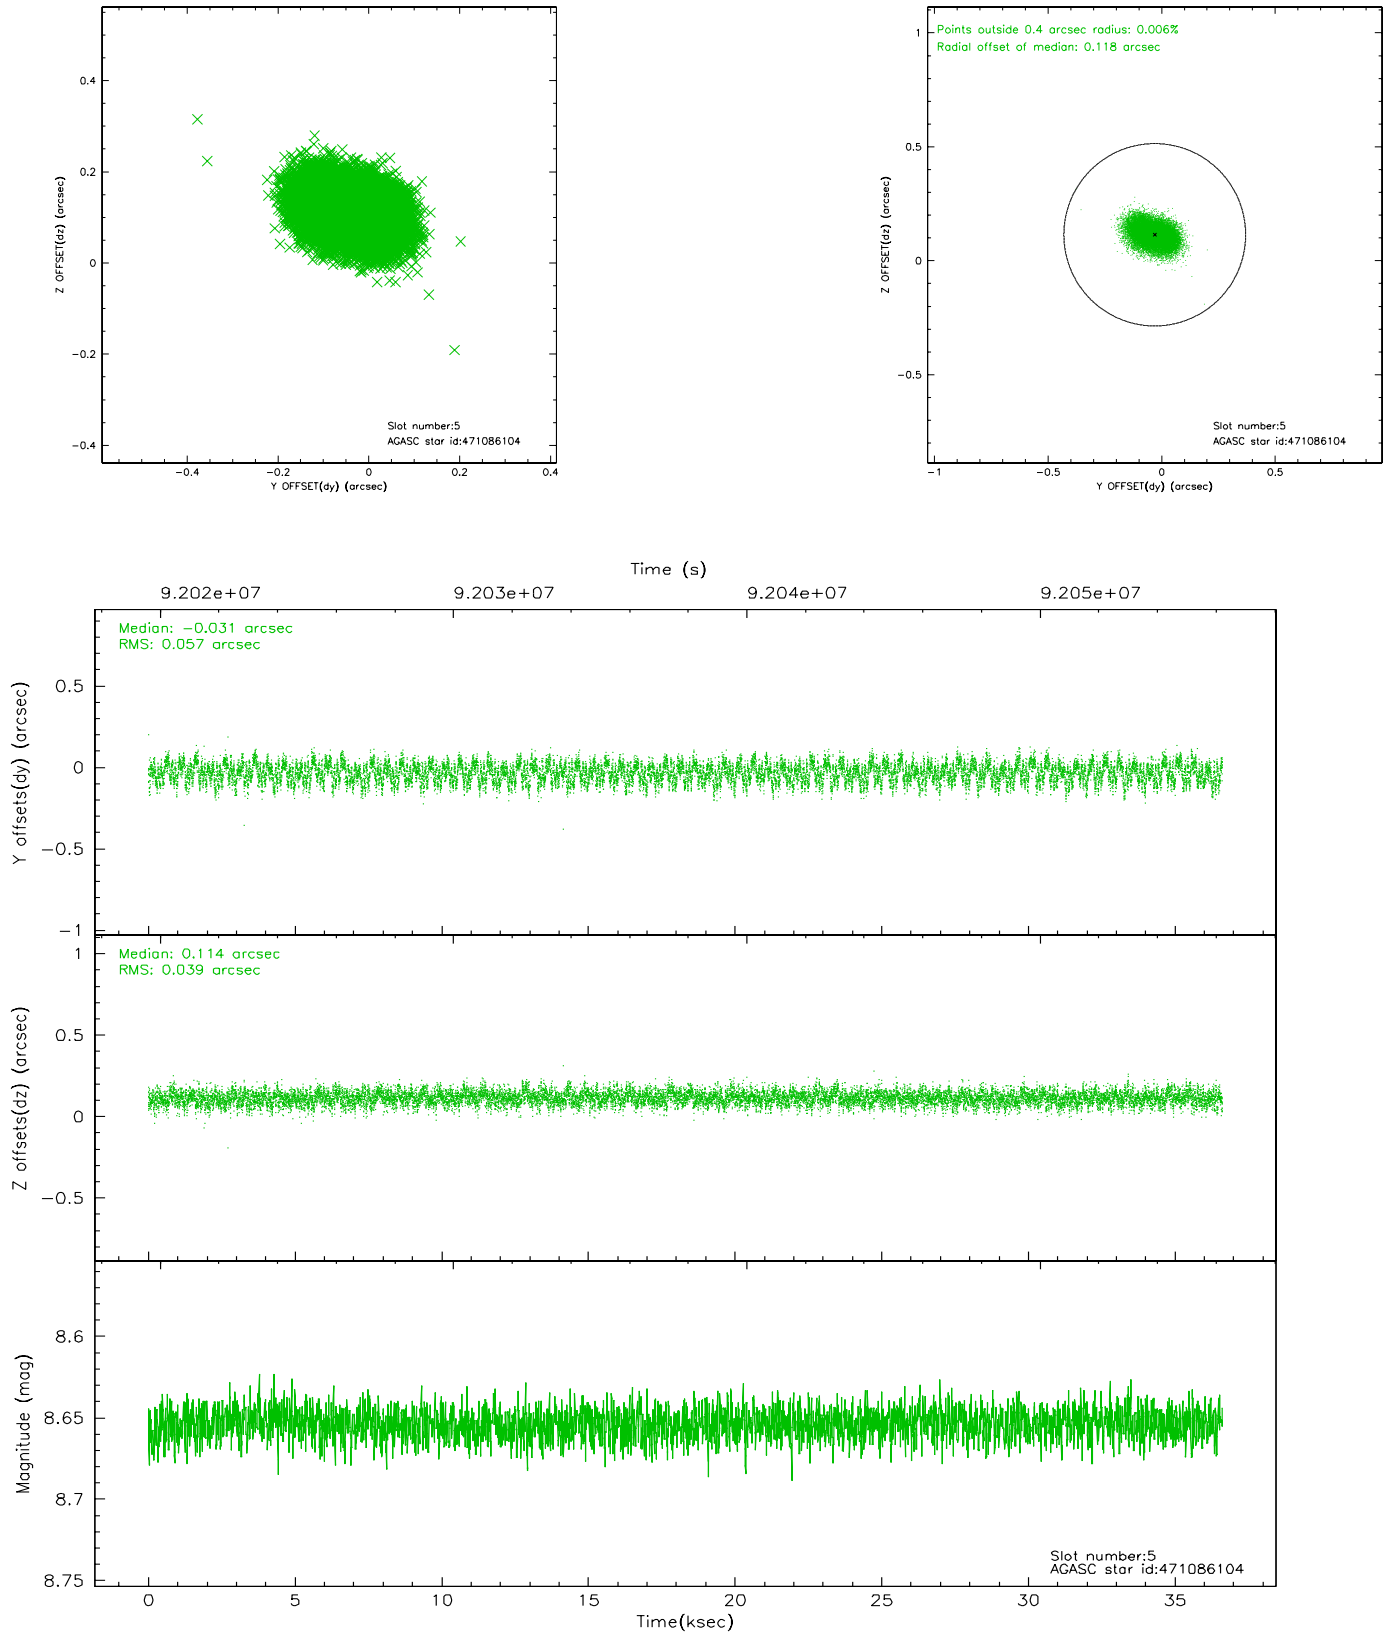 0.4
0.2
0
−0.2
−0.4
Z OFFSET(dz) (arcsec)
Slot number:5
AGASC star id:471086104
−0.4
−0.2
0
0.2
0.4
Y OFFSET(dy) (arcsec)
Points outside 0.4 arcsec radius: 0.006%
Radial offset of median: 0.118 arcsec
1
0.5
0
−0.5
Z OFFSET(dz) (arcsec)
Slot number:5
AGASC star id:471086104
−1
−0.5
0
0.5
Y OFFSET(dy) (arcsec)
Time (s)
9.202e+07
9.203e+07
9.204e+07
9.205e+07
Median: −0.031 arcsec
RMS: 0.057 arcsec
0.5
0
−0.5
−1
Y offsets(dy) (arcsec)
Median: 0.114 arcsec
RMS: 0.039 arcsec
1
0.5
0
−0.5
Z offsets(dz) (arcsec)
8.6
8.65
8.7
8.75
Magnitude (mag)
Slot number:5
AGASC star id:471086104
0
5
10
15
20
25
30
35
Time(ksec)